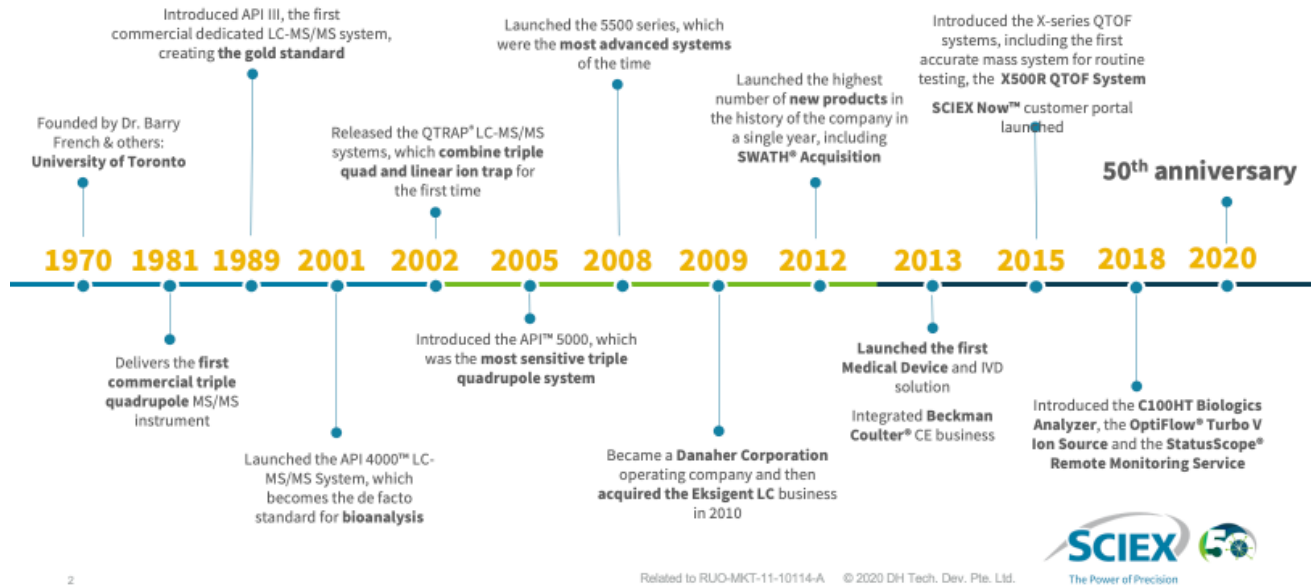 Founded by Dr. Barry
French & others:
University of Toronto
Introduced API III, the first
commercial dedicated LC-MS/MS system,
creating the gold standard
Released the QTRAP® LC-MS/MS
systems, which combine triple
quad and linear ion trap for
the first time
Launched the 5500 series, which
were the most advanced systems
of the time
Launched the highest
number of new products in
the history of the company
in a single year, including
SWATH® Acquisition
Introduced the X-series QTOF
systems, including the first
accurate mass system for routine
testing, the X500R QTOF System
SCIEX Now™ customer portal
launched
50th anniversary
1970 1981 1989 2001 2002 2005 2008 2009 2012 2013 2015 2018 2020
Delivers the first
commercial triple
quadrupole MS/MS
instrument
Launched the API 4000™ LC-
MS/MS System, which
becomes the de facto
standard for bioanalysis
Introduced the API™ 5000, which
was the most sensitive triple
quadrupole system
Became a Danaher Corporation
operating company and then
acquired the Eksigent LC business
in 2010
Launched the first
Medical Device and IVD
solution
Integrated Beckman
Coulter® CE business
Introduced the C100HT Biologics
Analyzer, the OptiFlow® Turbo V
Ion Source and the StatusScope®
Remote Monitoring Service
SCIEX 50
The Power of Precision
2
Related to RUO-MKT-11-10114-A © 2020 DH Tech. Dev. Pte. Ltd.